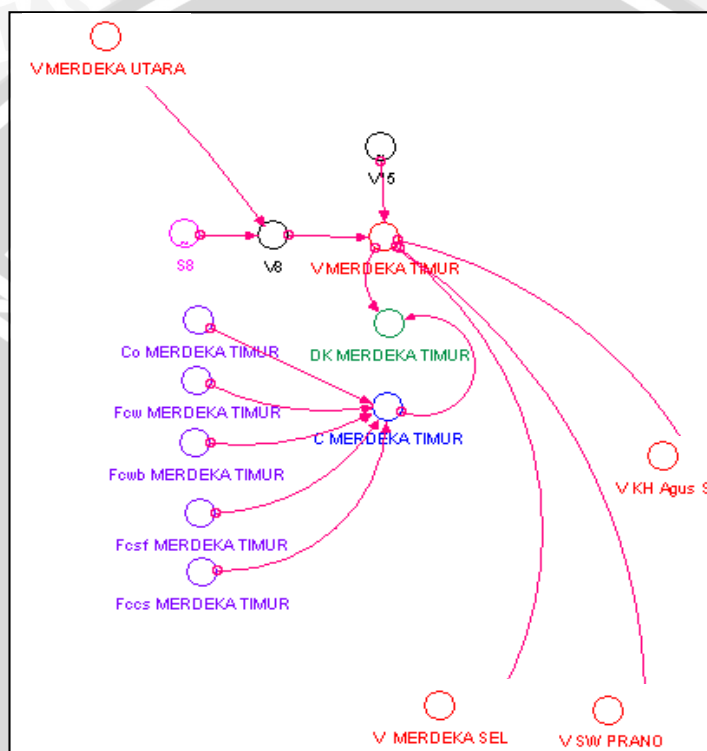 V MERDEKA UTARA
V15
S8
V8
V MERDEKA TIMUR
Co MERDEKA TIMUR
DK MERDEKA TIMUR
Fcw MERDEKA TIMUR
C MERDEKA TIMUR
Fcwb MERDEKA TIMUR
V KH Agus S
Fcsf MERDEKA TIMUR
Fccs MERDEKA TIMUR
V MERDEKA SEL
V SW PRANO